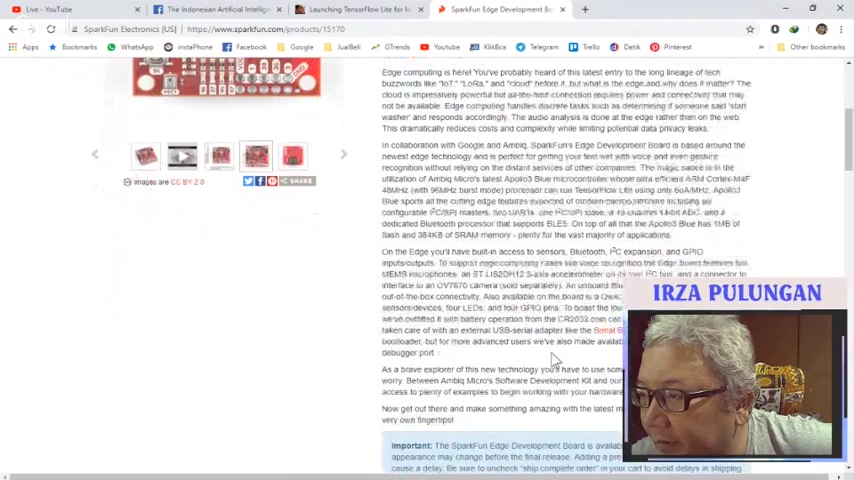 Live - YouTube
The Indonesian Artificial Intellige
Launching TensorFlow Lite for M
SparkFun Edge Development Boa
SparkFun Electronics [US]
https://www.sparkfun.com/products/15170
Apps
Bookmarks
WhatsApp
instaPhone
Facebook
Google
JualBeli
GTrends
Youtube
KlikBca
Telegram
Trello
Detik
Pinterest
Other bookmarks
Edge computing is here! You've probably heard of this latest entry to the long lineage of tech
buzzwords like "IoT," "LoRa," and "cloud" before it, but what is the edge and why does it matter? The
cloud is impressively powerful but all-the-time connection requires power and connectivity that may
not be available. Edge computing handles discrete tasks such as determining if someone said "start
washer" and responds accordingly. The audio analysis is done at the edge rather than on the web.
This dramatically reduces costs and complexity while limiting potential data privacy leaks.
In collaboration with Google and Ambiq, SparkFun's Edge Development Board is based around the
newest edge technology and is perfect for getting your feet wet with voice and even gesture
recognition without relying on the distant services of other companies. The magic sauce is in the
utilization of Ambiq Micro's latest Apollo3 Blue microcontroller whose ultra efficient ARM Cortex-M4F
48MHz (with 96MHz burst mode) processor can run TensorFlow Lite using only 6uA/MHz. Apollo3
Blue sports all the cutting edge features expected of modern microcontrollers including six
configurable I²C/SPI masters, two UARTs, one I²C/SPI slave, a 15-channel 14-bit ADC, and a
dedicated Bluetooth processor that supports BLE5. On top of all that the Apollo3 Blue has 1MB of
flash and 384KB of SRAM memory - plenty for the vast majority of applications.
On the Edge you'll have built-in access to sensors, Bluetooth, I²C expansion, and GPIO
inputs/outputs. To support edge computing cases like voice recognition the Edge board features two
MEMS microphones, an ST LIS2DH12 3-axis accelerometer on its own I²C bus, and a connector to
interface to an OV7670 camera (sold separately). An onboard Blu
out-of-the-box connectivity. Also available on the board is a Qwiic
sensors/devices, four LEDs, and four GPIO pins. To boast the low
we've outfitted it with battery operation from the CR2032 coin cell
taken care of with an external USB-serial adapter like the Serial B
bootloader, but for more advanced users we've also made availab
debugger port.
As a brave explorer of this new technology you'll have to use som
worry. Between Ambiq Micro's Software Development Kit and our
access to plenty of examples to begin working with your hardware
Now get out there and make something amazing with the latest m
very own fingertips!
Important: The SparkFun Edge Development Board is availab
appearance may change before the final release. Adding a pre
cause a delay. Be sure to uncheck "ship complete order" in your cart to avoid delays in shipping
images are CC BY 2.0
SHARE
IRZA PULUNGAN